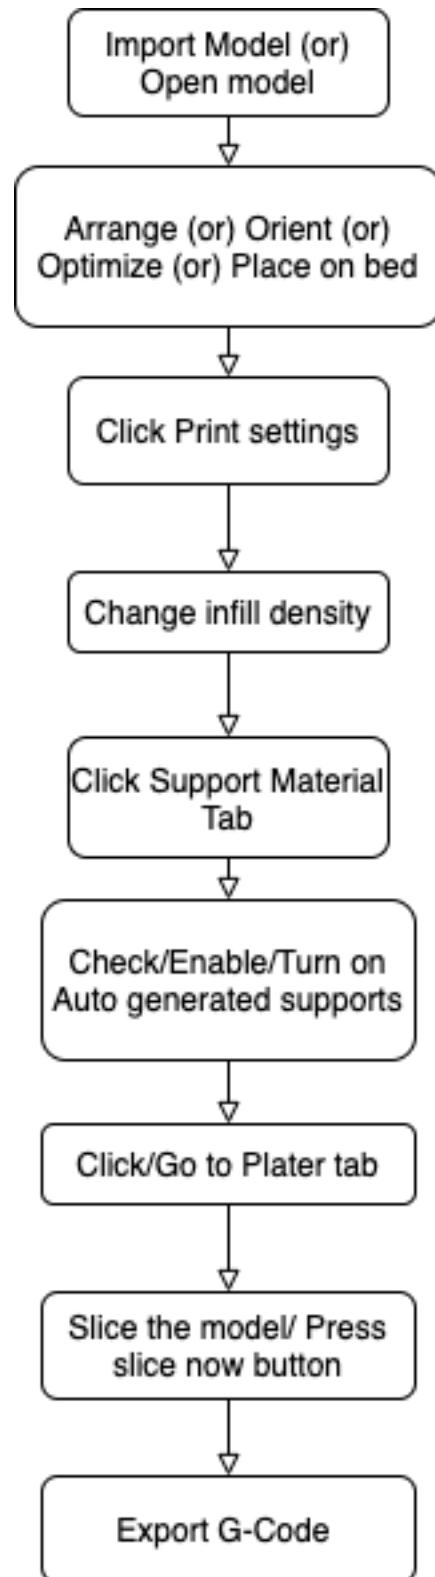 Import Model (or)
Open model
Arrange (or) Orient (or)
Optimize (or) Place on bed
Click Print settings
Change infill density
Click Support Material
Tab
Check/Enable/Turn on
Auto generated supports
Click/Go to Plater tab
Slice the model/ Press
slice now button
Export G-Code